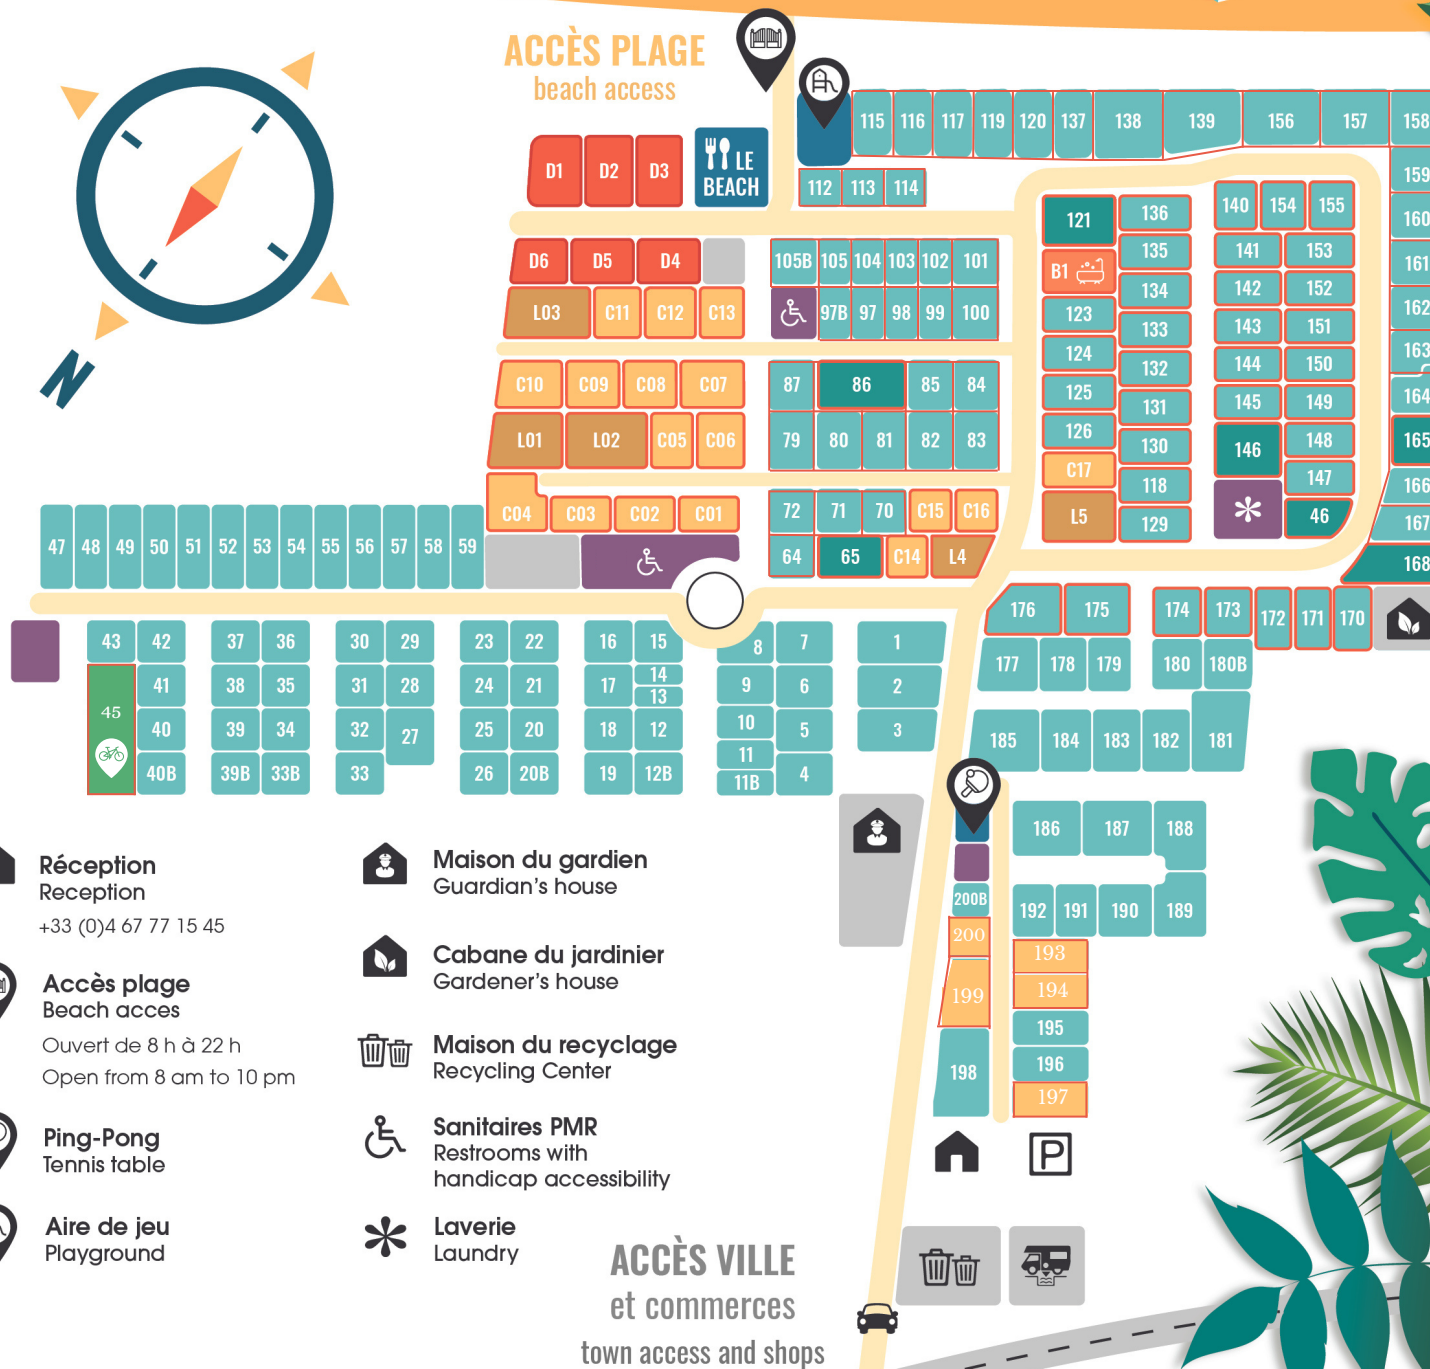 ACCÈS PLAGE
beach access
115 116 117 119 120 137 138 139 156 157 158
D1 D2 D3
LE
BEACH
112 113 114
159
121 136 140 154 155 160
D6 D5 D4
105B 105 104 103 102 101
135 141 153 161
B1
134 142 152 162
L03 C11 C12 C13
97B 97 98 99 100
123 133 143 151
124 132 144 150 163
C10 C09 C08 C07
87 86 85 84
125 131 145 149 164
L01 L02 C05 C06
79 80 81 82 83
126 130 146 148 165
C17 118 147 166
C04 C03 C02 C01
72 71 70 C15 C16
L5 129 46 167
N
47 48 49 50 51 52 53 54 55 56 57 58 59
64 65 C14 L4
168
176 175 174 173 172 171 170
43 42 37 36 30 29 23 22 16 15 8 7 1
177 178 179 180 180B
41 38 35 31 28 24 21 17 14 13 9 6 2
45
40 39 34 32 27 25 20 18 12 10 5 3
185 184 183 182 181
40B 39B 33B 33 26 20B 19 12B 11 11B 4
186 187 188
200B 192 191 190 189
200 193
199 194
195
198 196
197
P
Réception
Reception
+33 (0)4 67 77 15 45
Accès plage
Beach acces
Ouvert de 8 h à 22 h
Open from 8 am to 10 pm
Ping-Pong
Tennis table
Aire de jeu
Playground
Maison du gardien
Guardian's house
Cabane du jardinier
Gardener's house
Maison du recyclage
Recycling Center
Sanitaires PMR
Restrooms with
handicap accessibility
Laverie
Laundry
ACCÈS VILLE
et commerces
town access and shops